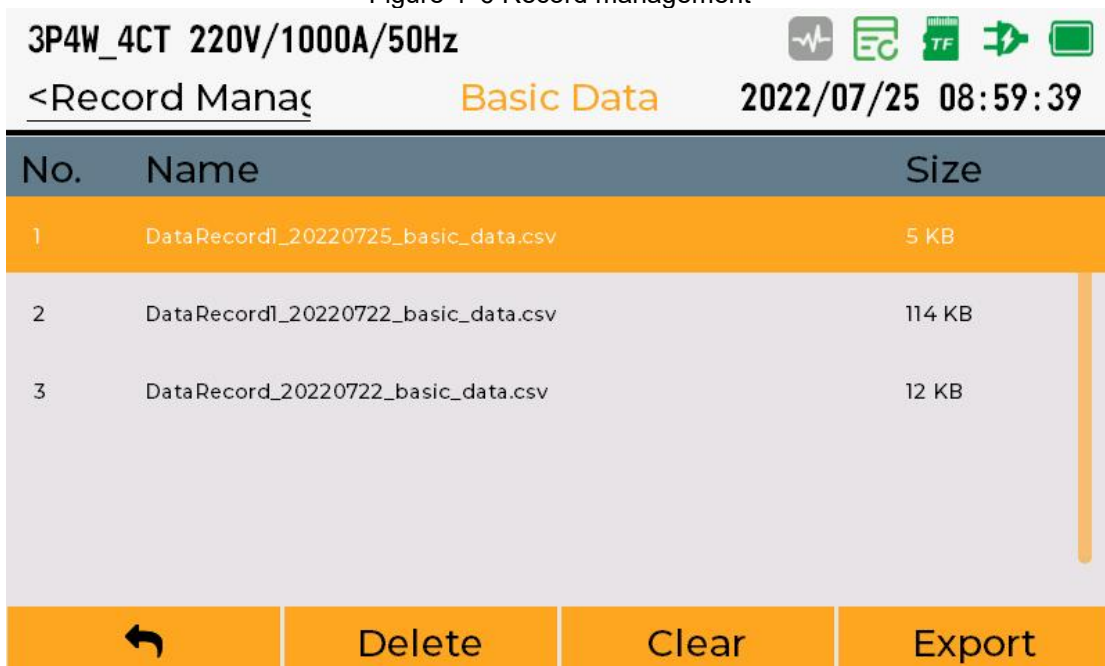 3P4W_4CT 220V/1000A/50Hz TF
<Record Manag Basic Data 2022/07/25 08:59:39
No. Name Size
1 DataRecord1_20220725_basic_data.csv 5 KB
2 DataRecord1_20220722_basic_data.csv 114 KB
3 DataRecord_20220722_basic_data.csv 12 KB
Delete Clear Export